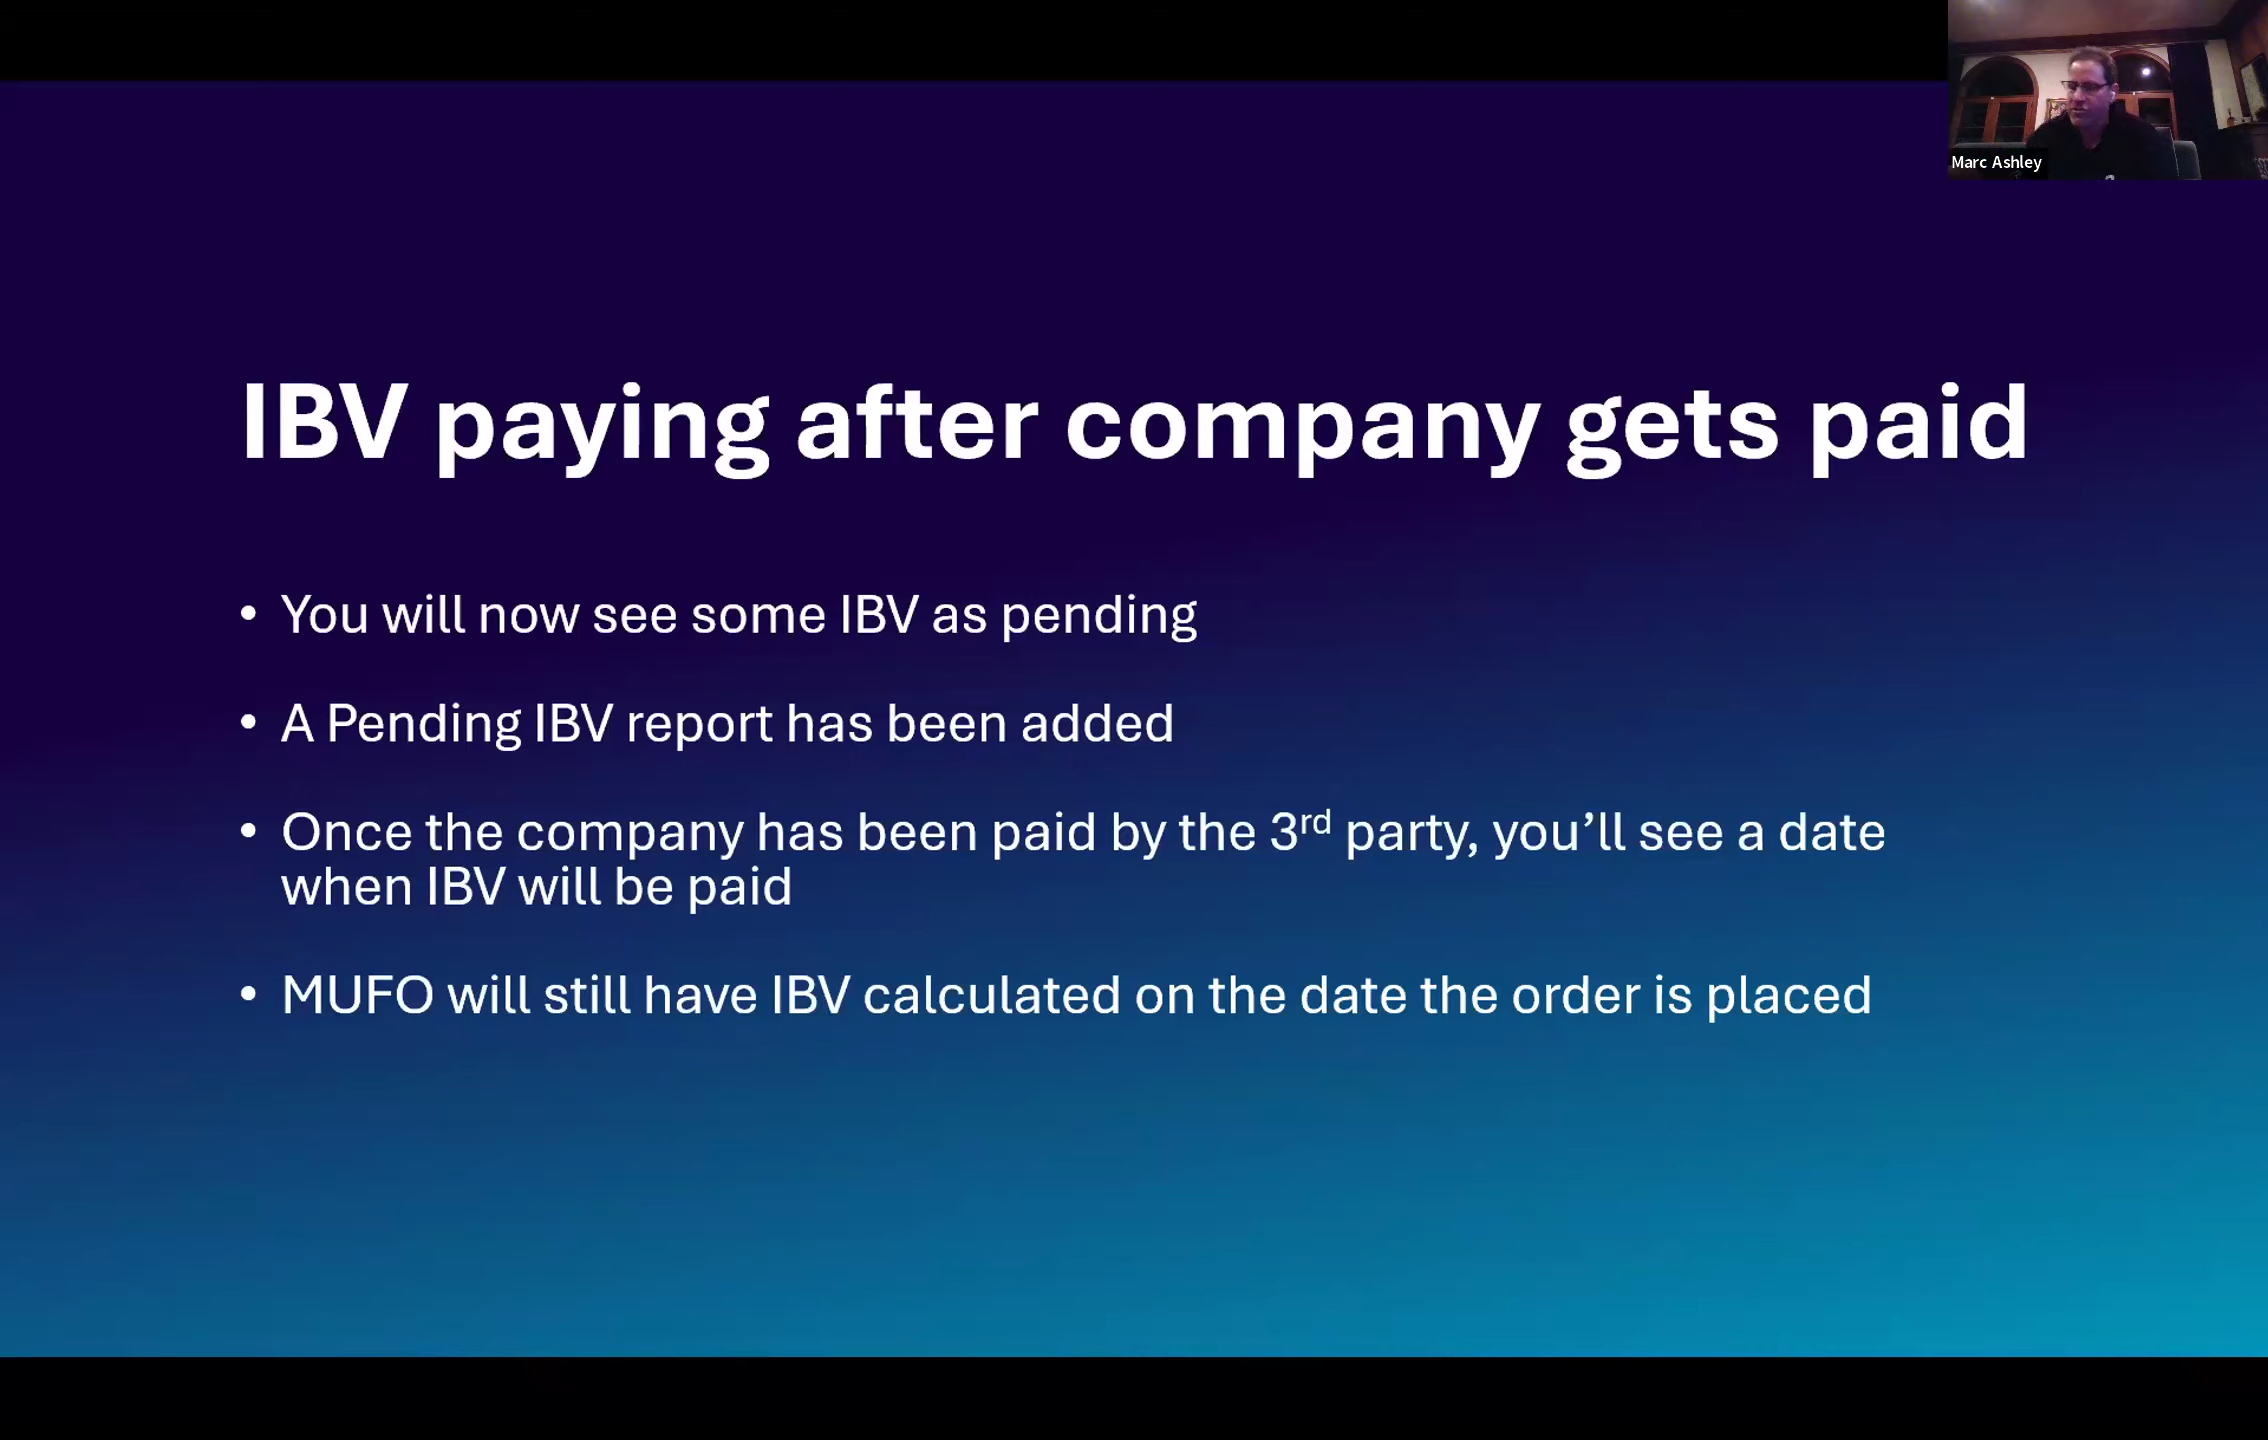 Marc Ashley
IBV paying after company gets paid
• You will now see some IBV as pending
• A Pending IBV report has been added
• Once the company has been paid by the 3rd party, you’ll see a date
when IBV will be paid
• MUFO will still have IBV calculated on the date the order is placed